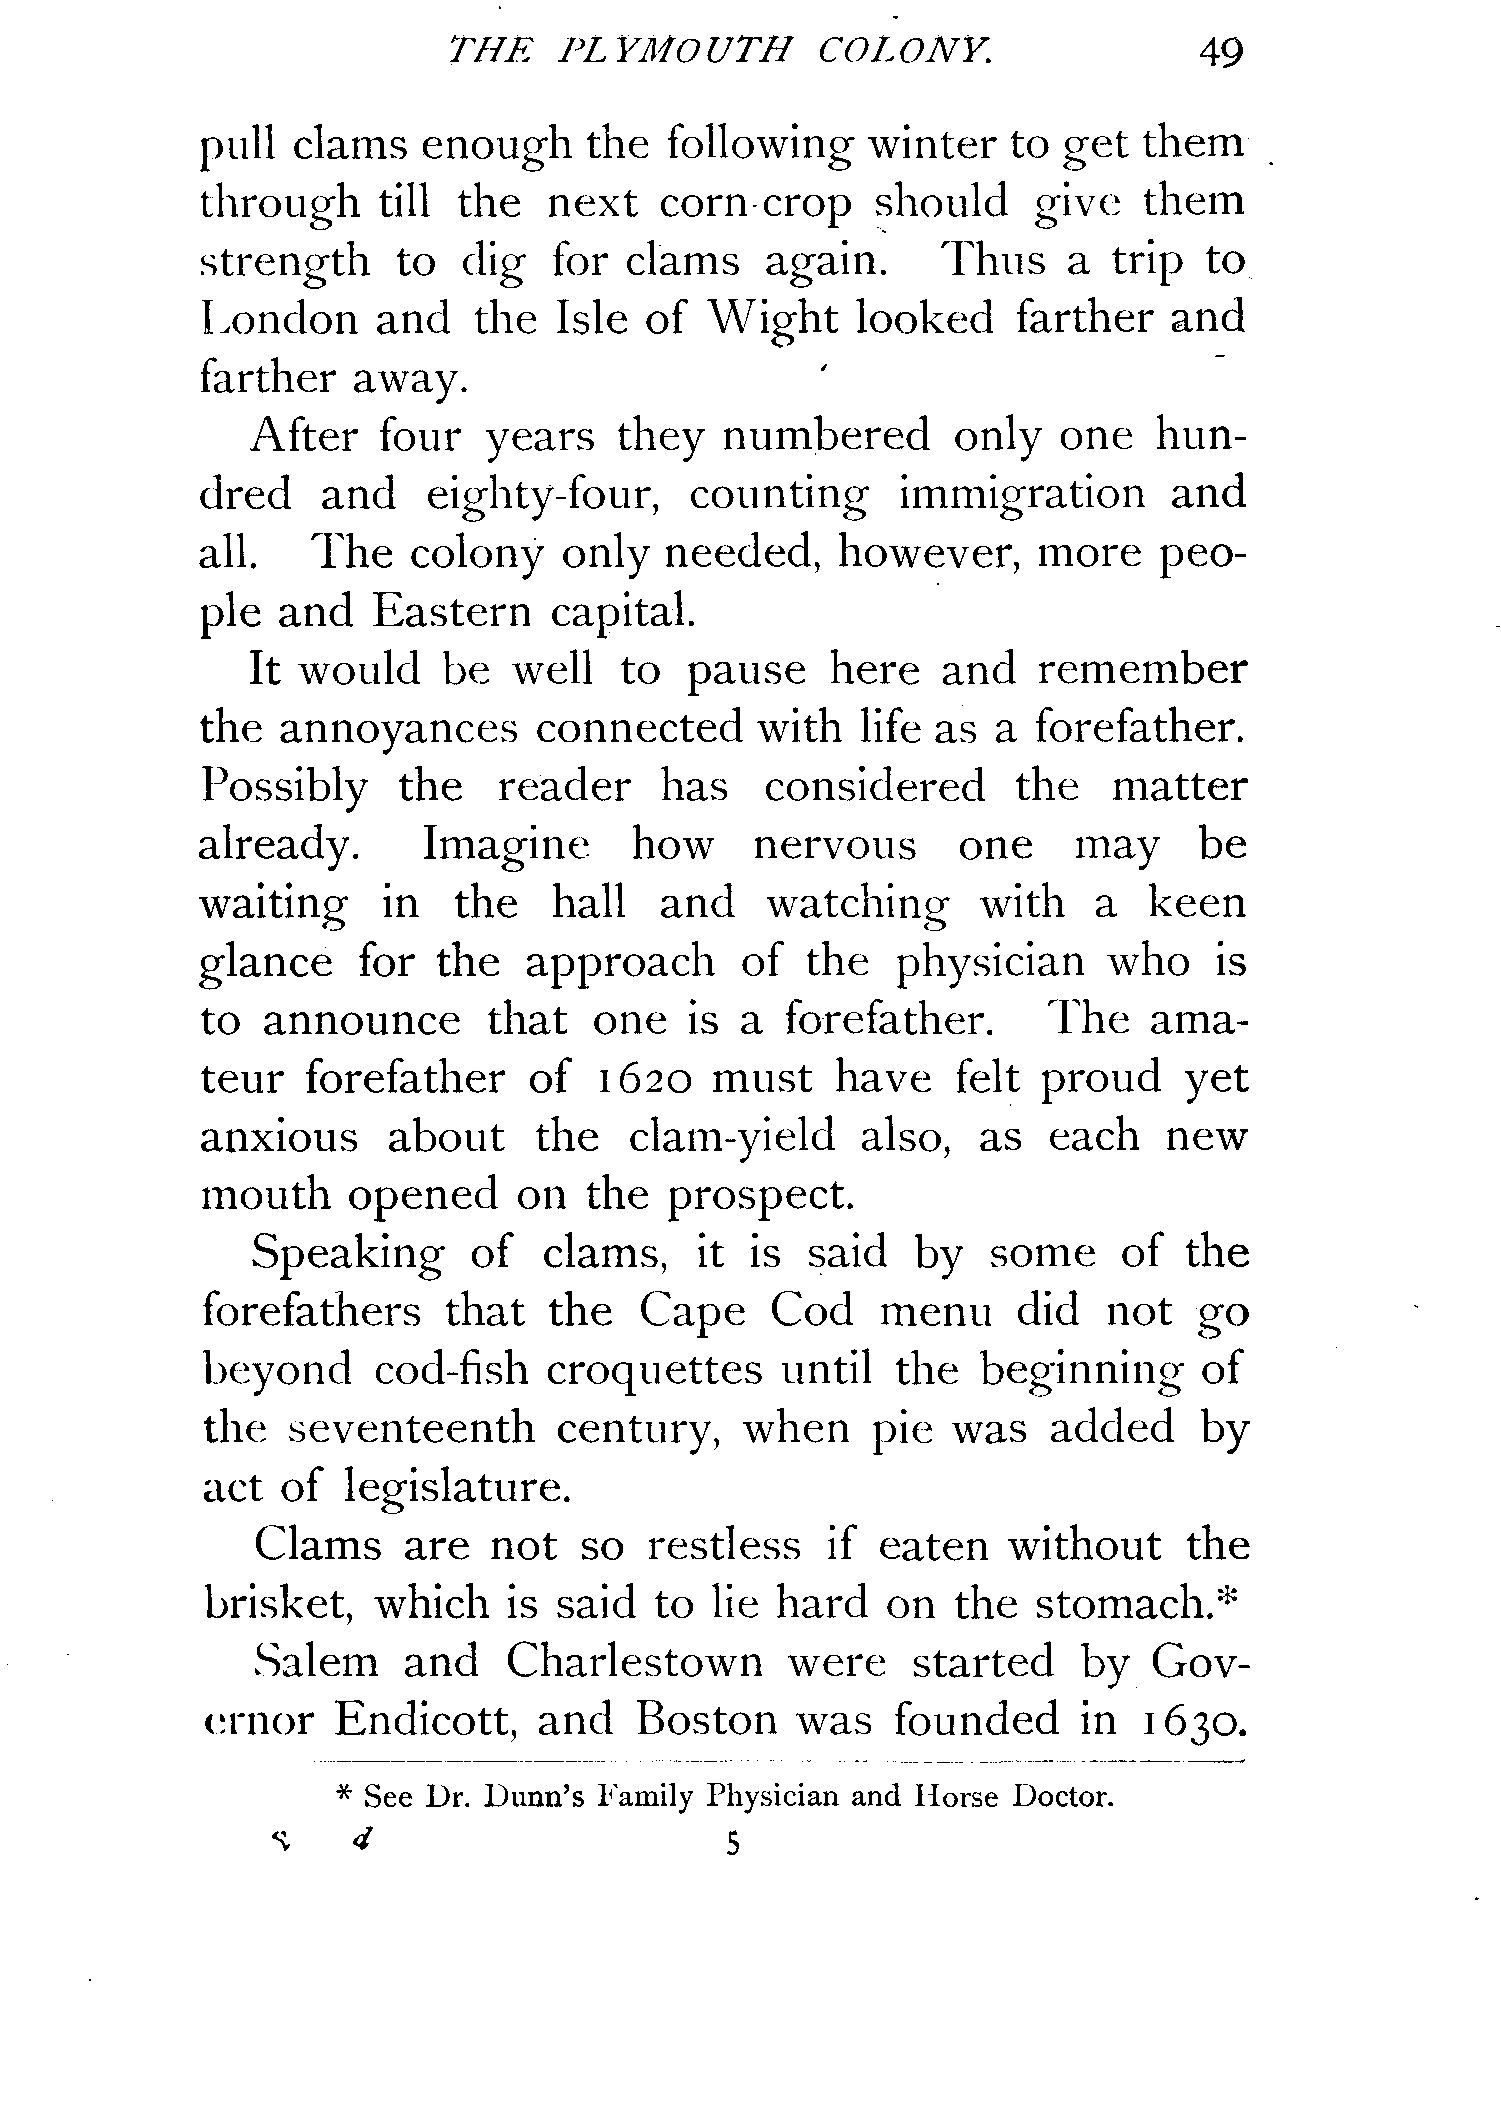 THE PLYMOUTH COLONY. 49
pull clams enough the following winter to get them
through till the next corn-crop should give them
strength to dig for clams again. Thus a trip to
London and the Isle of Wight looked farther and
farther away.
After four years they numbered only one hun-
dred and eighty-four, counting immigration and
all. The colony only needed, however, more peo-
ple and Eastern capital.
It would be well to pause here and remember
the annoyances connected with life as a forefather.
Possibly the reader has considered the matter
already. Imagine how nervous one may be
waiting in the hall and watching with a keen
glance for the approach of the physician who is
to announce that one is a forefather. The ama-
teur forefather of 1620 must have felt proud yet
anxious about the clam-yield also, as each new
mouth opened on the prospect.
Speaking of clams, it is said by some of the
forefathers that the Cape Cod menu did not go
beyond cod-fish croquettes until the beginning of
the seventeenth century, when pie was added by
act of legislature.
Clams are not so restless if eaten without the
brisket, which is said to lie hard on the stomach.*
Salem and Charlestown were started by Gov-
ernor Endicott, and Boston was founded in 1630.
* See Dr. Dunn's Family Physician and Horse Doctor.
d 5